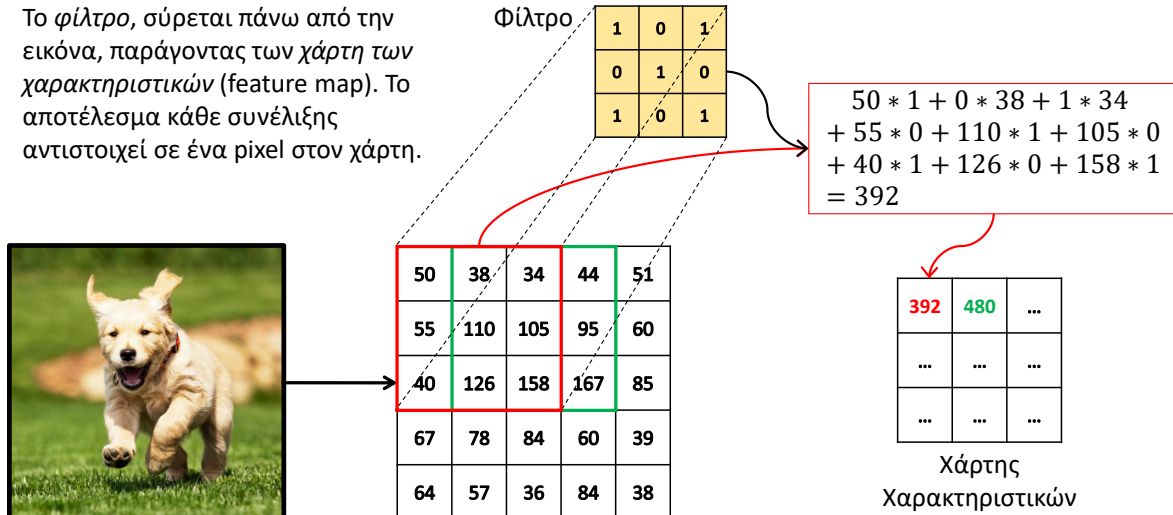 Το φίλτρο, σύρεται πάνω από την
εικόνα, παράγοντας των χάρτη των
χαρακτηριστικών (feature map). Το
αποτέλεσμα κάθε συνέλιξης
αντιστοιχεί σε ένα pixel στον χάρτη.
Φίλτρο
1 0 1
0 1 0
1 0 1
50 ∗ 1 + 0 ∗ 38 + 1 ∗ 34
+ 55 ∗ 0 + 110 ∗ 1 + 105 ∗ 0
+ 40 ∗ 1 + 126 ∗ 0 + 158 ∗ 1
= 392
50 38 34 44 51
55 110 105 95 60
40 126 158 167 85
67 78 84 60 39
64 57 36 84 38
392 480 ...
... ... ...
... ... ...
Χάρτης
Χαρακτηριστικών